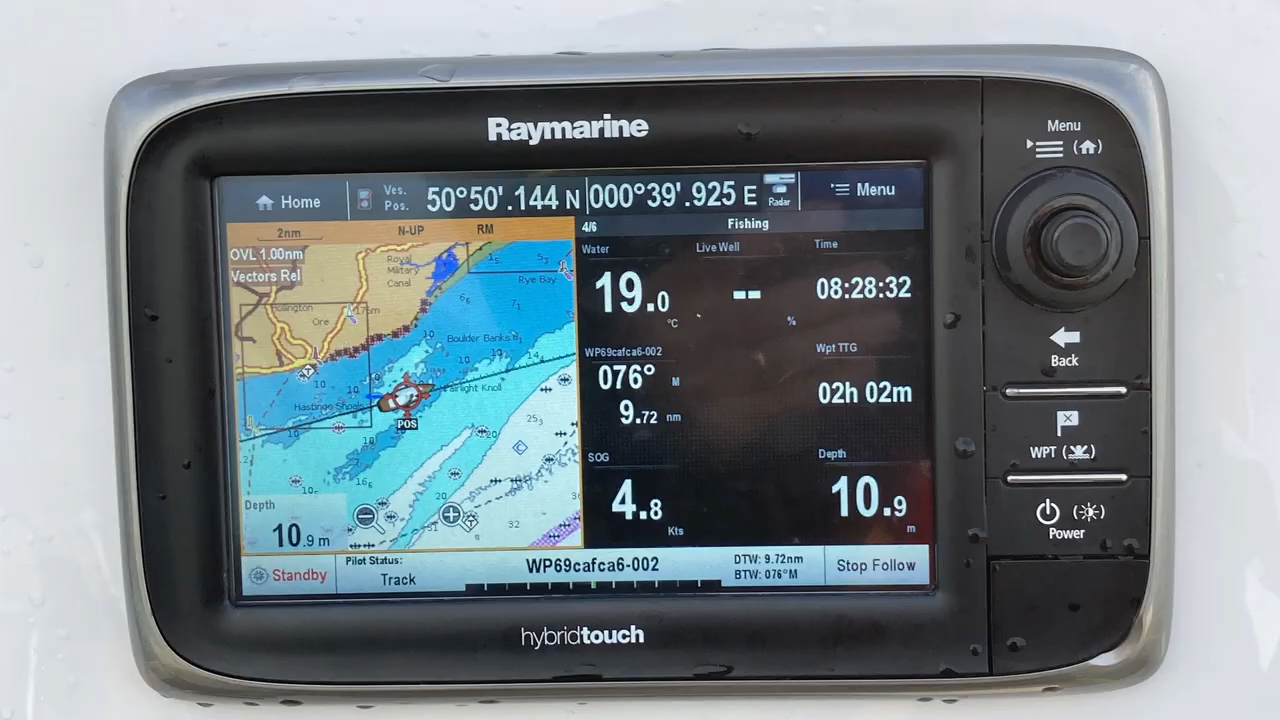 Raymarine
Menu
Home
Ves. Pos.
50°50'.144 N
000°39'.925 E
Radar
Menu
2nm
N-UP
RM
4/6
Fishing
OVL 1.00nm
Vectors Rel
Royal
Military
Canal
Rye Bay
Ore
175m
Boulder Banks
Hastings Shoals
Fairlight Knoll
POS
Depth
10.9 m
Water
19.0
°C
Live Well
--
%
Time
08:28:32
WP69cafca6-002
076° M
9.72 nm
Wpt TTG
02h 02m
SOG
4.8
Kts
Depth
10.9
m
Standby
Pilot Status:
Track
WP69cafca6-002
DTW: 9.72nm
BTW: 076°M
Stop Follow
Back
WPT
Power
hybridtouch